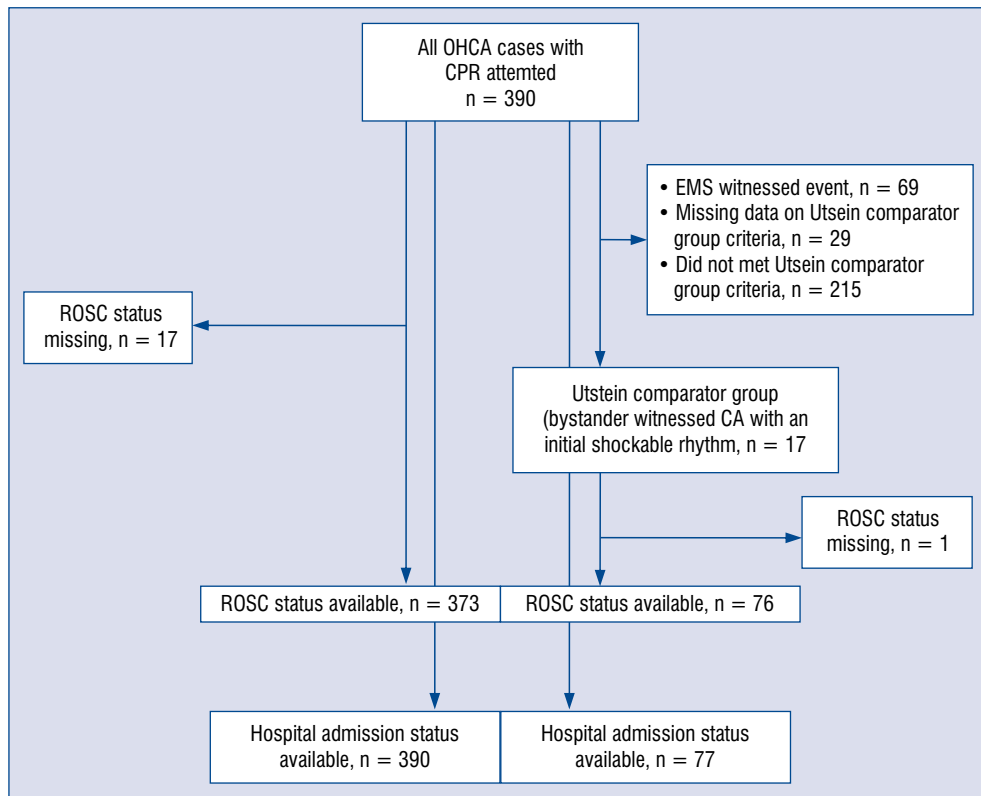 All OHCA cases with
CPR attemted
n = 390
• EMS witnessed event, n = 69
• Missing data on Utsein comparator
group criteria, n = 29
• Did not met Utsein comparator
group criteria, n = 215
ROSC status
missing, n = 17
Utstein comparator group
(bystander witnessed CA with an
initial shockable rhythm, n = 17
ROSC status
missing, n = 1
ROSC status available, n = 373
ROSC status available, n = 76
Hospital admission status
available, n = 390
Hospital admission status
available, n = 77